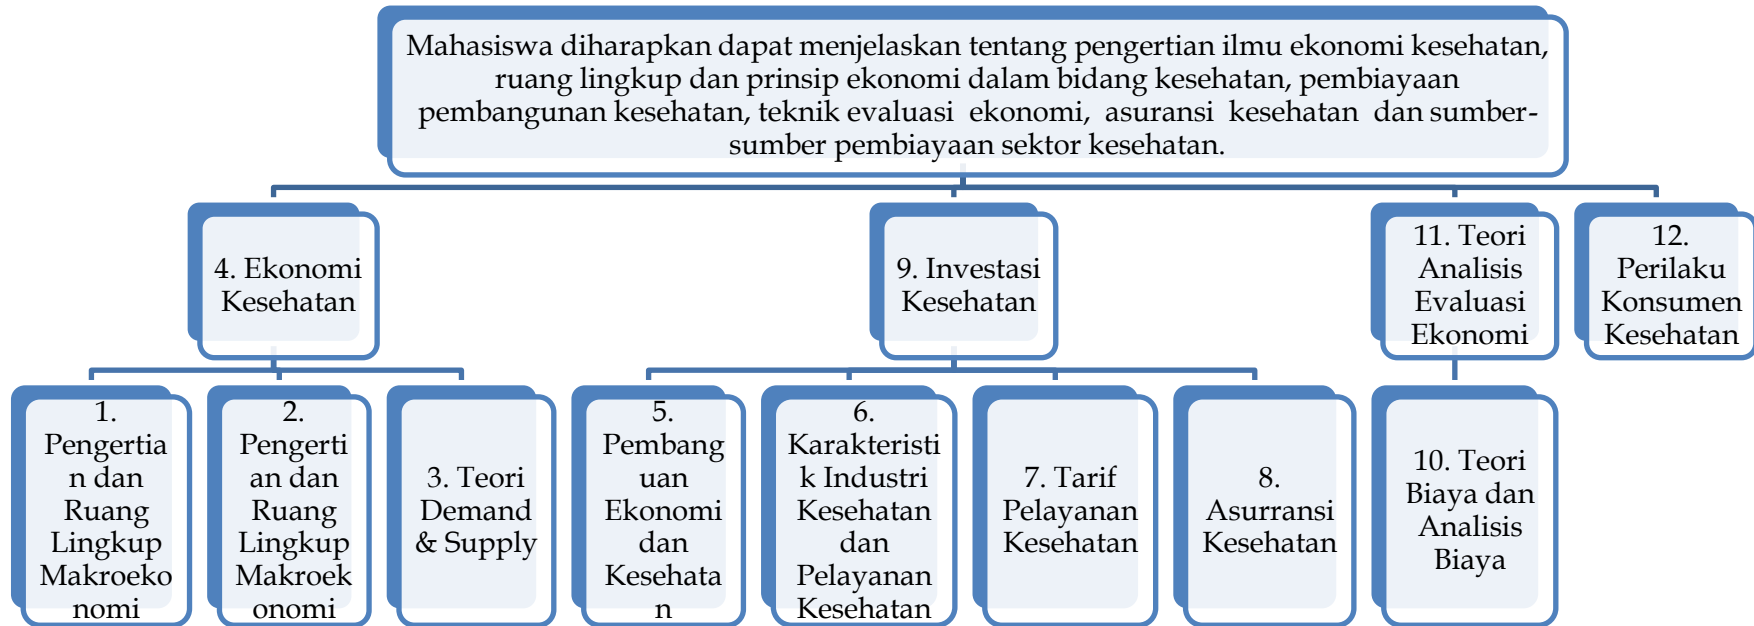 Mahasiswa diharapkan dapat menjelaskan tentang pengertian ilmu ekonomi kesehatan,
ruang lingkup dan prinsip ekonomi dalam bidang kesehatan, pembiayaan
pembangunan kesehatan, teknik evaluasi ekonomi, asuransi kesehatan dan sumber-
sumber pembiayaan sektor kesehatan.
4. Ekonomi
Kesehatan
9. Investasi
Kesehatan
11. Teori
Analisis
Evaluasi
Ekonomi
12.
Perilaku
Konsumen
Kesehatan
1.
Pengertia
n dan
Ruang
Lingkup
Makroeko
nomi
2.
Pengerti
an dan
Ruang
Lingkup
Makroek
onomi
3. Teori
Demand
& Supply
5.
Pembang
uan
Ekonomi
dan
Kesehata
n
6.
Karakteristi
k Industri
Kesehatan
dan
Pelayanan
Kesehatan
7. Tarif
Pelayanan
Kesehatan
8.
Asurransi
Kesehatan
10. Teori
Biaya dan
Analisis
Biaya